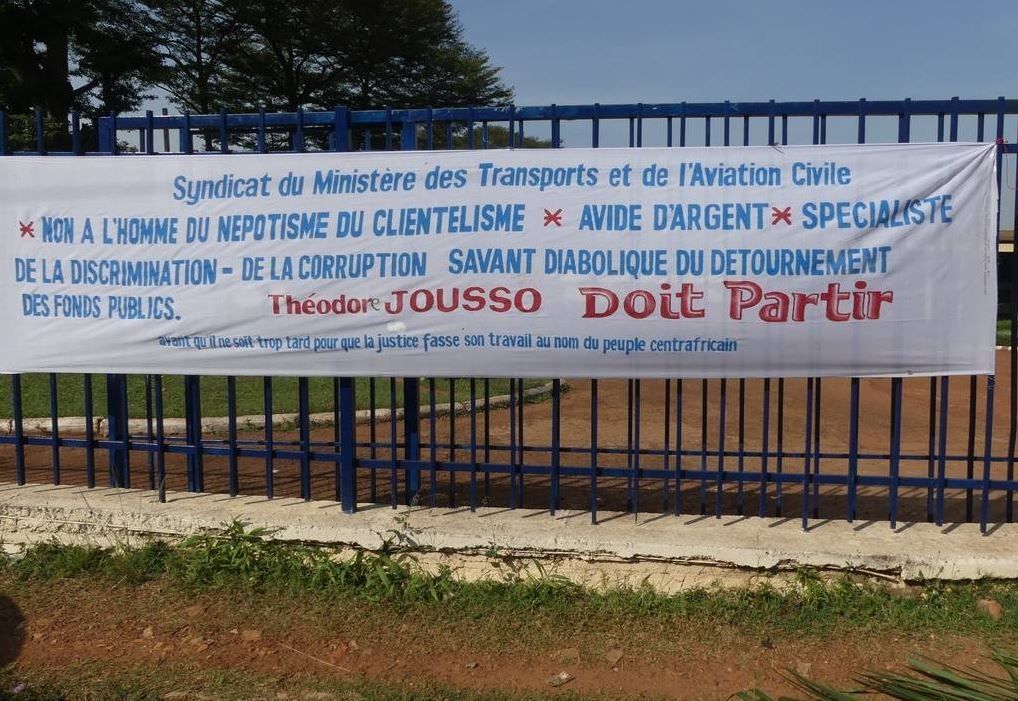 Syndicat du Ministère des Transports et de l'Aviation Civile
* NON A L'HOMME DU NEPOTISME DU CLIENTELISME * AVIDE D'ARGENT * SPECIALISTE
DE LA DISCRIMINATION - DE LA CORRUPTION SAVANT DIABOLIQUE DU DETOURNEMENT
DES FONDS PUBLICS. Théodore JOUSSO Doit Partir
avant qu'il ne soit trop tard pour que la justice fasse son travail au nom du peuple centrafricain